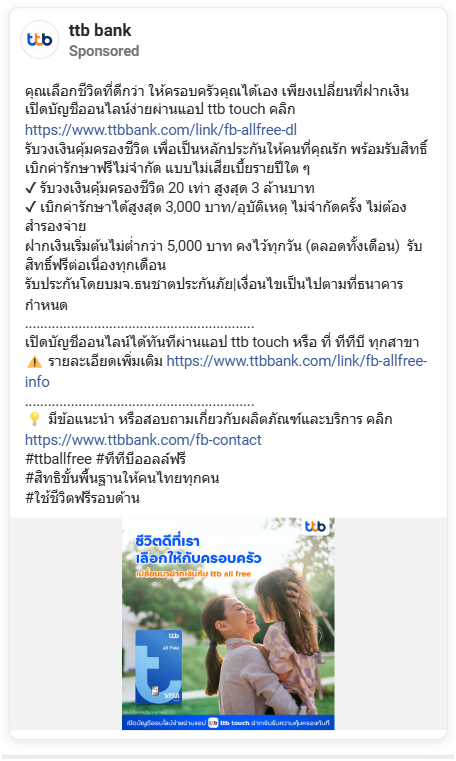 ttb bank
Sponsored
คุณเลือกชีวิตที่ดีกว่า ให้ครอบครัวคุณได้เอง เพียงเปลี่ยนที่ฝากเงิน
เปิดบัญชีออนไลน์ง่ายผ่านแอป ttb touch คลิก
https://www.ttbbank.com/link/fb-allfree-dl
รับวงเงินคุ้มครองชีวิต เพื่อเป็นหลักประกันให้คนที่คุณรัก พร้อมรับสิทธิ์
เบิกค่ารักษาฟรีไม่จำกัด แบบไม่เสียเบี้ยรายปีใด ๆ
✓ รับวงเงินคุ้มครองชีวิต 20 เท่า สูงสุด 3 ล้านบาท
✓ เบิกค่ารักษาได้สูงสุด 3,000 บาท/อุบัติเหตุ ไม่จำกัดครั้ง ไม่ต้อง
สำรองจ่าย
ฝากเงินเริ่มต้นไม่ต่ำกว่า 5,000 บาท คงไว้ทุกวัน (ตลอดทั้งเดือน) รับ
สิทธิ์ฟรีต่อเนื่องทุกเดือน
รับประกันโดยบมจ.ธนชาตประกันภัย|เงื่อนไขเป็นไปตามที่ธนาคาร
กำหนด
............................................................
เปิดบัญชีออนไลน์ได้ทันทีผ่านแอป ttb touch หรือ ที่ ทีทีบี ทุกสาขา
⚠️ รายละเอียดเพิ่มเติม https://www.ttbbank.com/link/fb-allfree-
info
............................................................
💡 มีข้อแนะนำ หรือสอบถามเกี่ยวกับผลิตภัณฑ์และบริการ คลิก
https://www.ttbbank.com/fb-contact
#ttballfree #ทีทีบีออลล์ฟรี
#สิทธิขั้นพื้นฐานให้คนไทยทุกคน
#ใช้ชีวิตฟรีรอบด้าน
ttb
ชีวิตดีที่เรา
เลือกให้กับครอบครัว
เปลี่ยนมาฝากเงินกับ ttb all free
ttb
all free
VISA
เปิดบัญชีออนไลน์ง่ายผ่านแอป ttb ttb touch ฝากเงินรับความคุ้มครองทันที